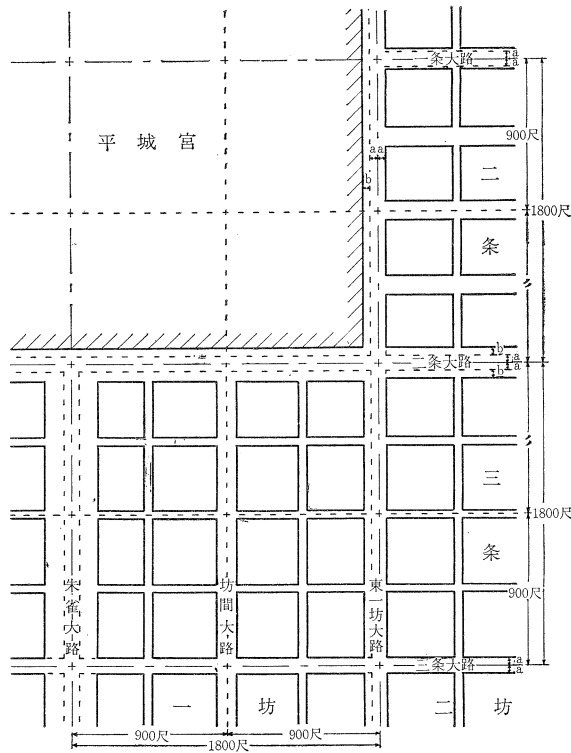 一条大路
a
a
900尺
平城宮
a a
b
二
1800尺
条
b
二条大路
a
a
b
三
1800尺
条
朱雀大路
坊間大路
東一坊大路
900尺
三条大路
a
a
一坊
二坊
900尺
900尺
1800尺